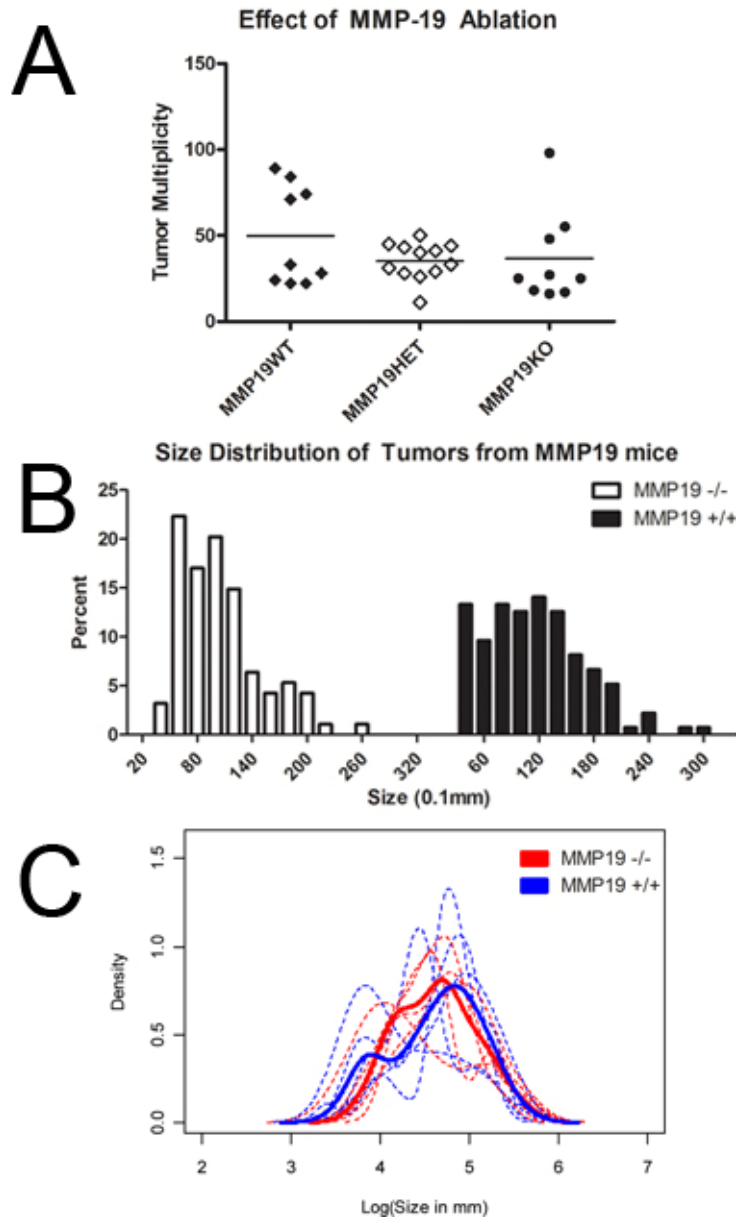 A
Effect of MMP-19 Ablation
Tumor Multiplicity
150
100
50
0
MMP19WT
MMP19HET
MMP19KO
B
Size Distribution of Tumors from MMP19 mice
MMP19 -/-
MMP19 +/+
Percent
25
20
15
10
5
0
20 80 140 200 260 320 60 120 180 240 300
Size (0.1mm)
C
MMP19 -/-
MMP19 +/+
Density
1.5
1.0
0.5
0.0
2 3 4 5 6 7
Log(Size in mm)